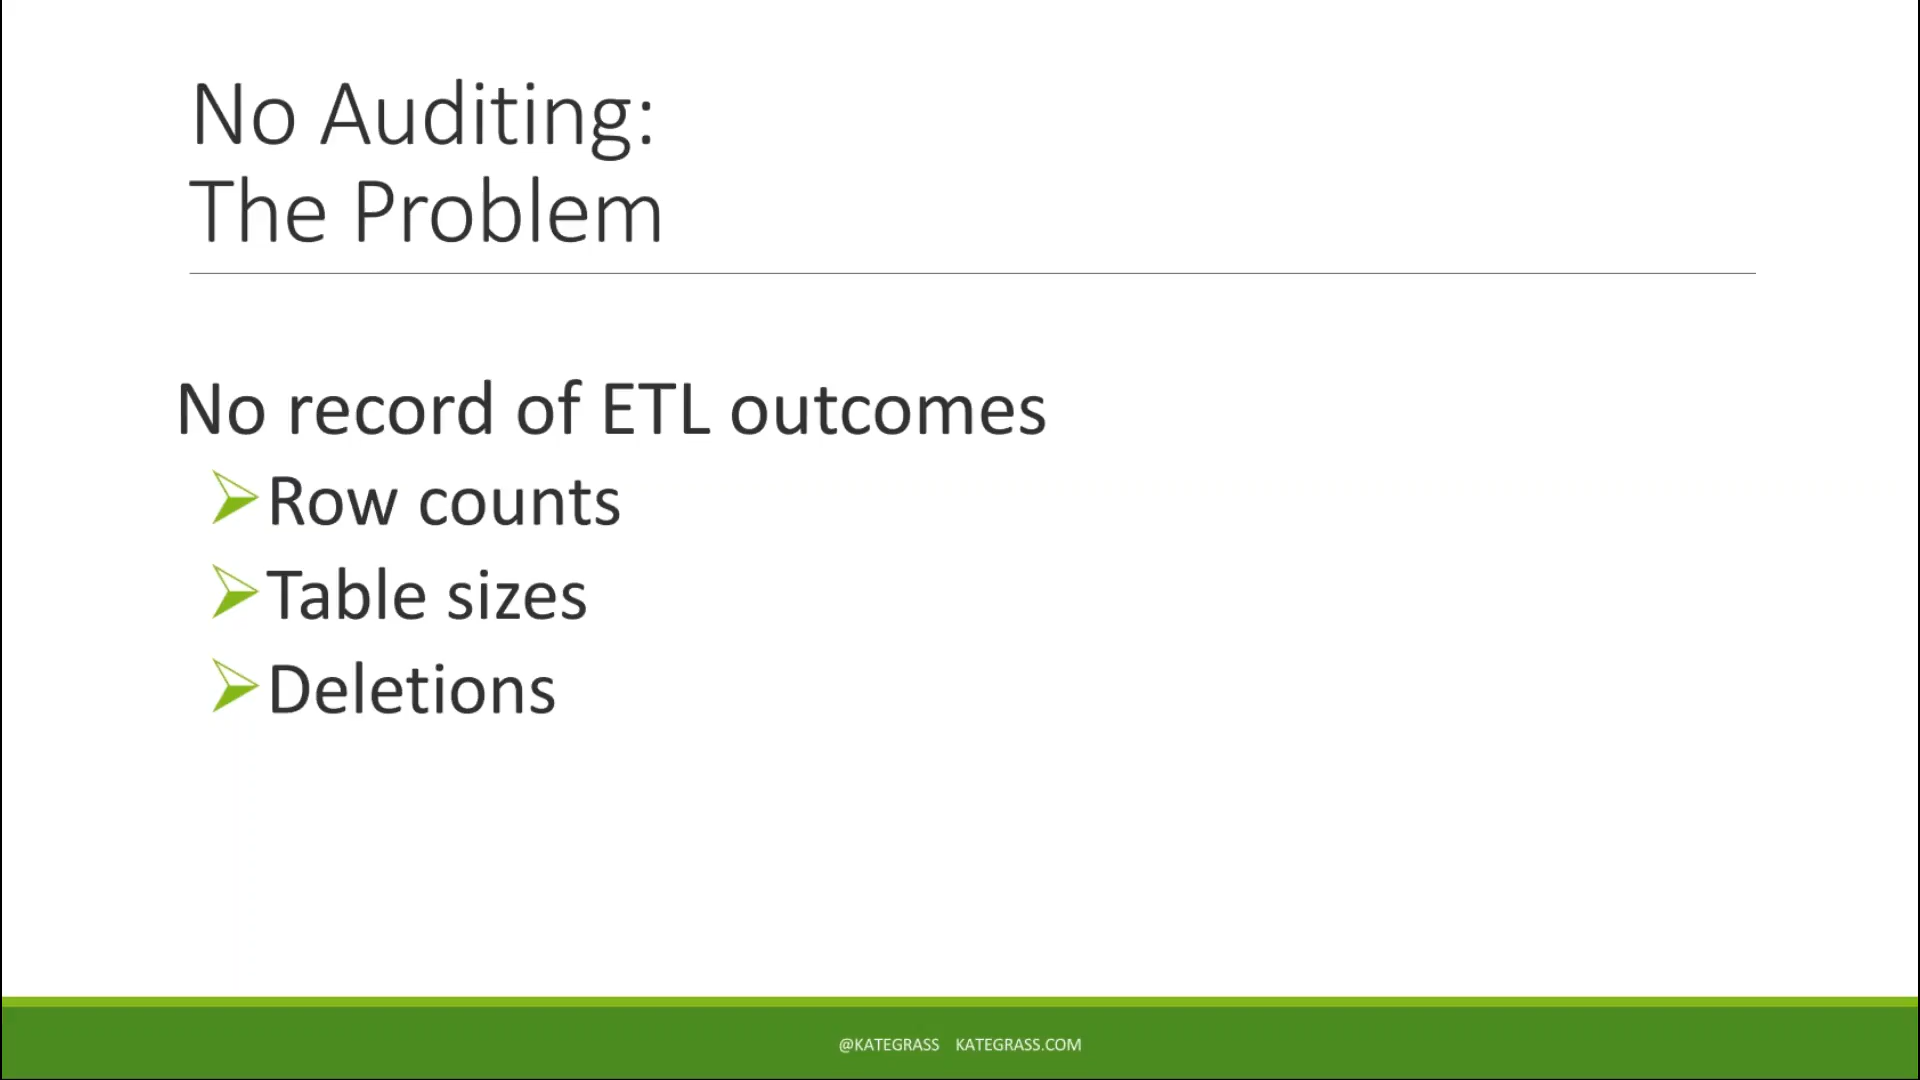 No Auditing:
The Problem
No record of ETL outcomes
Row counts
Table sizes
Deletions
@KATEGRASS KATEGRASS.COM